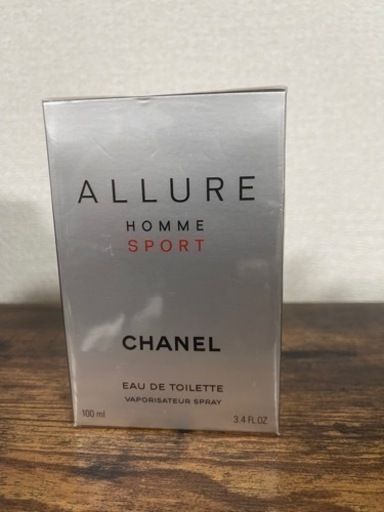 ALLURE
HOMME
SPORT
CHANEL
EAU DE TOILETTE
VAPORISATEUR SPRAY
100 ml 3.4 FL.OZ